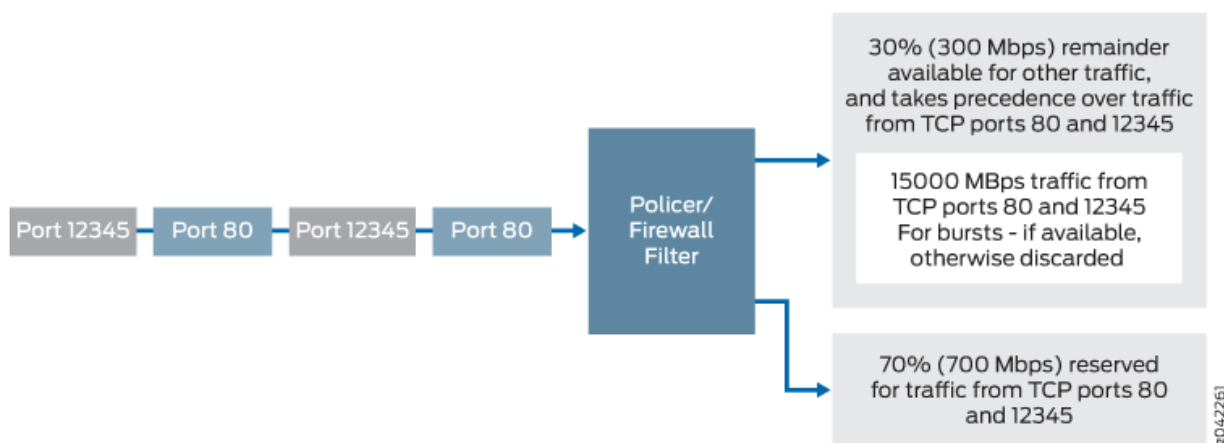 Port 12345
Port 80
Port 12345
Port 80
Policer/
Firewall
Filter
30% (300 Mbps) remainder
available for other traffic,
and takes precedence over traffic
from TCP ports 80 and 12345
15000 MBps traffic from
TCP ports 80 and 12345
For bursts - if available,
otherwise discarded
70% (700 Mbps) reserved
for traffic from TCP ports 80
and 12345
g042261